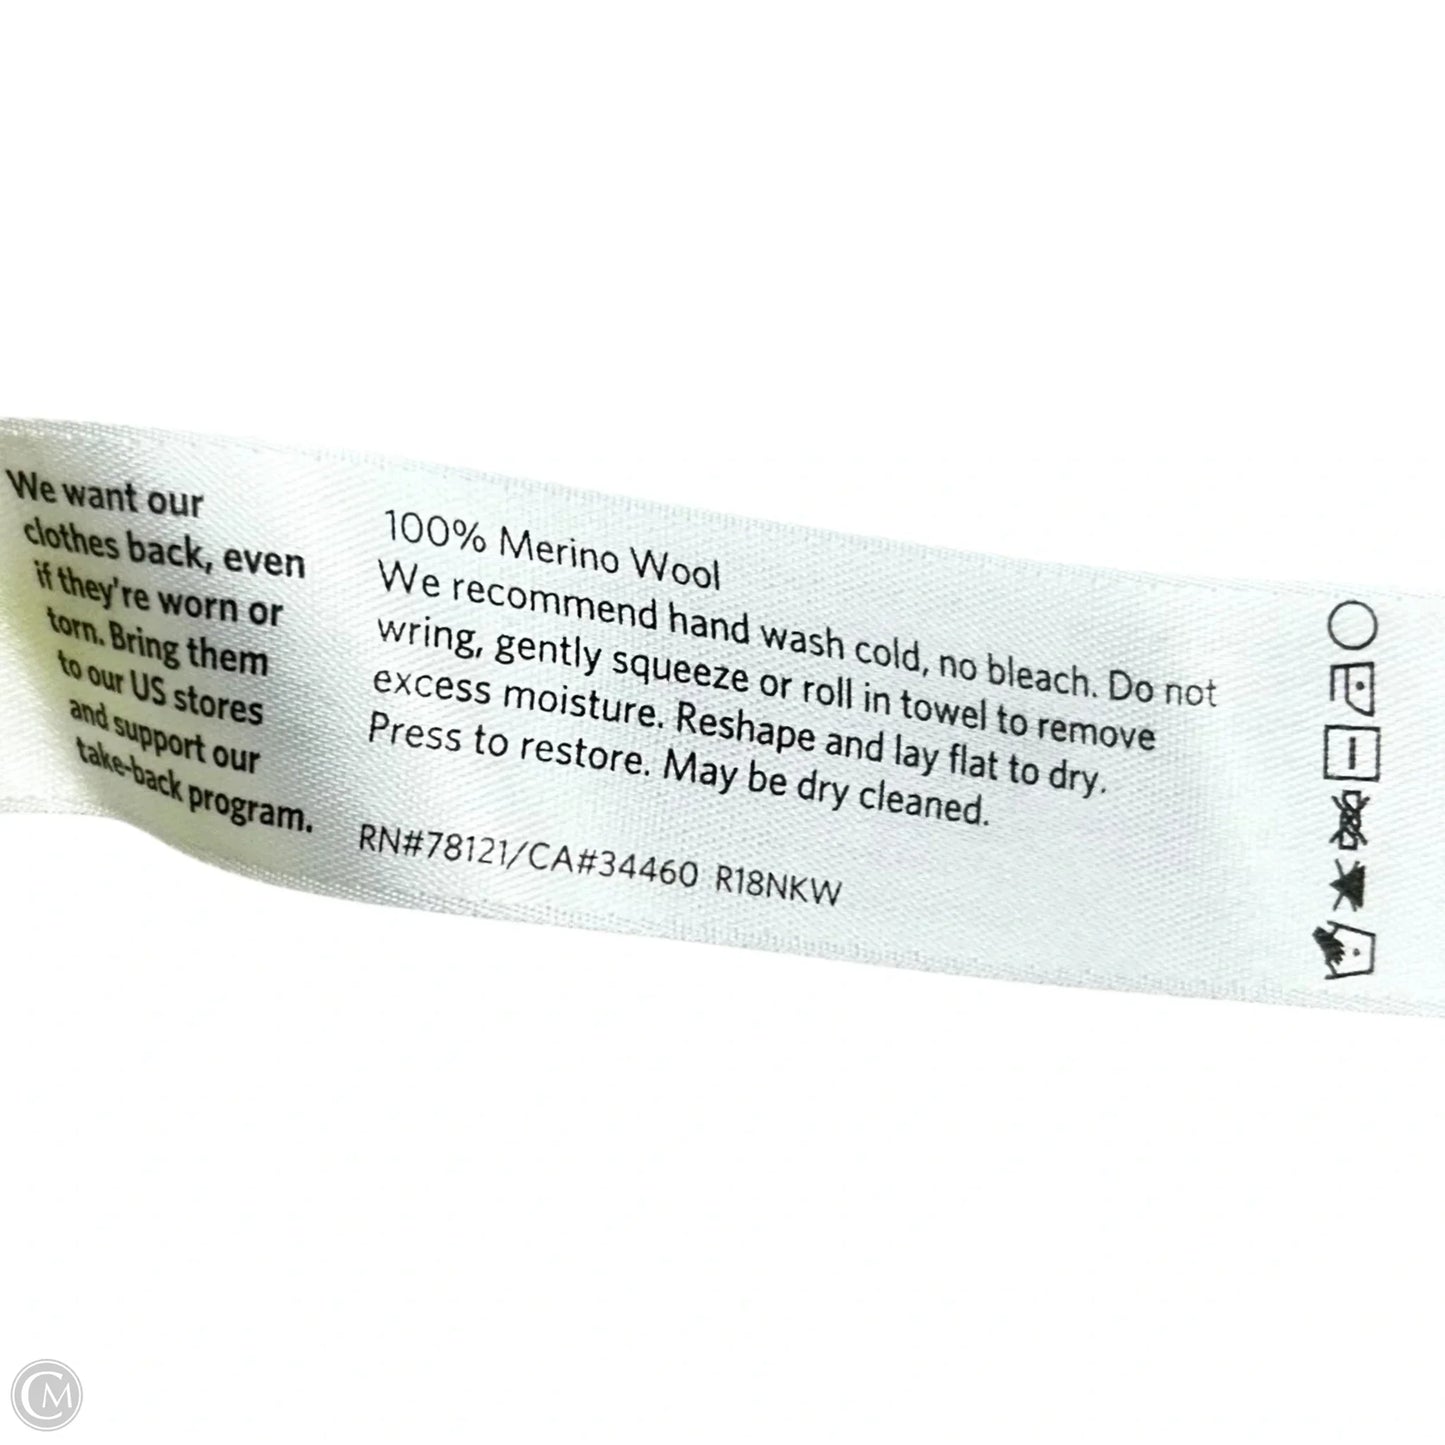 We want our
clothes back, even
if they're worn or
torn. Bring them
to our US stores
and support our
take-back program.
100% Merino Wool
We recommend hand wash cold, no bleach. Do not
wring, gently squeeze or roll in towel to remove
excess moisture. Reshape and lay flat to dry.
Press to restore. May be dry cleaned.
RN#78121/CA#34460 R18NKW
CM